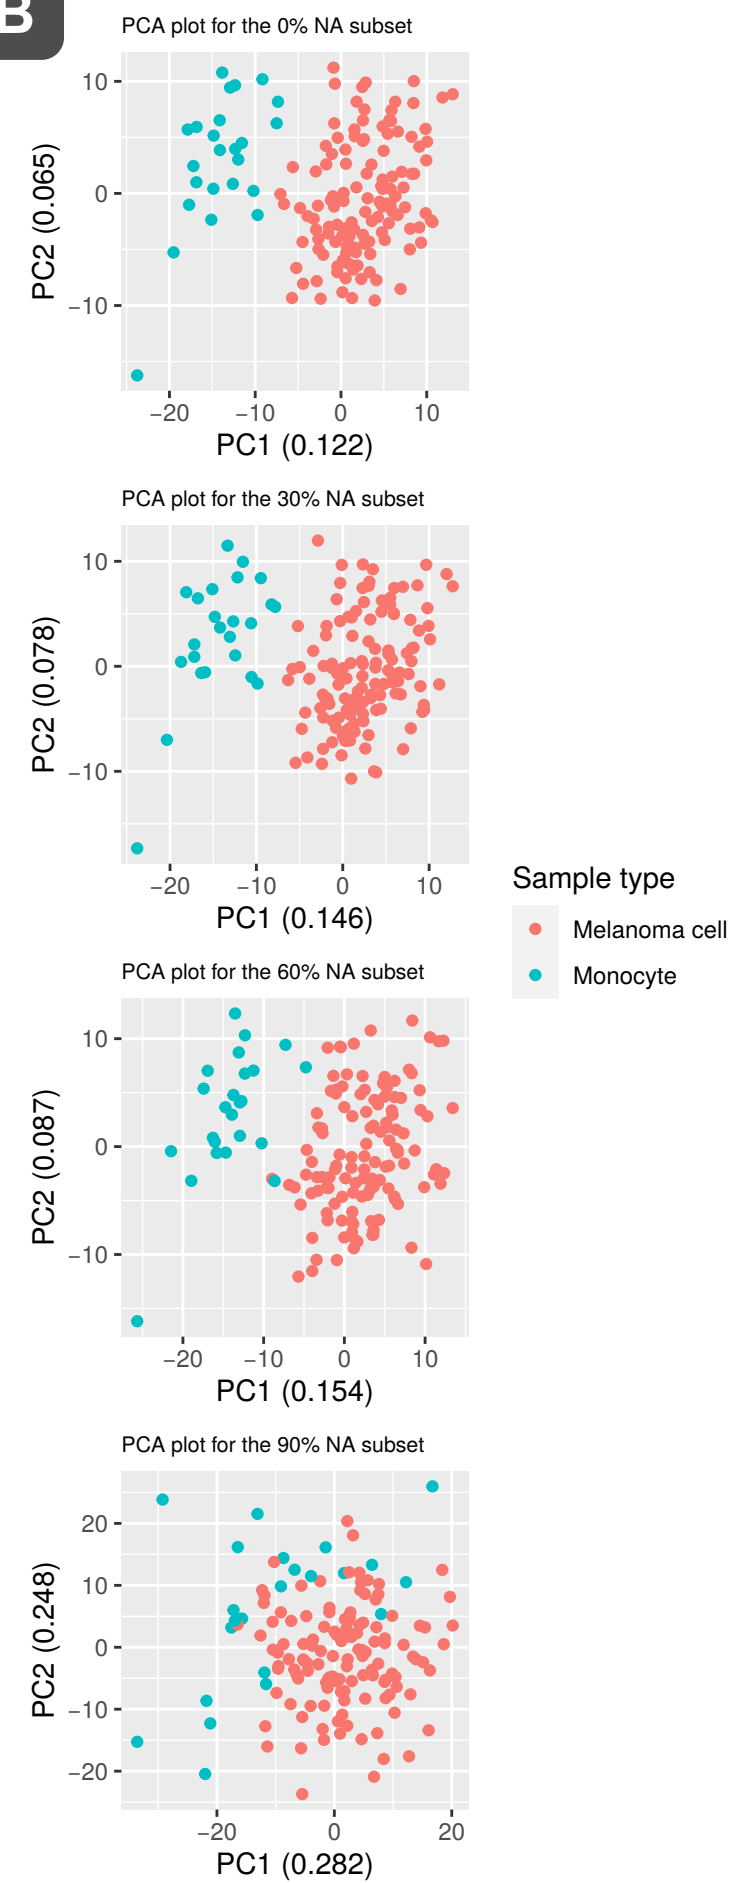 B
PCA plot for the 0% NA subset
10
0
−10
−20 −10 0 10
PC2 (0.065)
PC1 (0.122)
PCA plot for the 30% NA subset
10
0
−10
−20 −10 0 10
PC2 (0.078)
PC1 (0.146)
Sample type
Melanoma cell
Monocyte
PCA plot for the 60% NA subset
10
0
−10
−20 −10 0 10
PC2 (0.087)
PC1 (0.154)
PCA plot for the 90% NA subset
20
10
0
−10
−20
−20 0 20
PC2 (0.248)
PC1 (0.282)